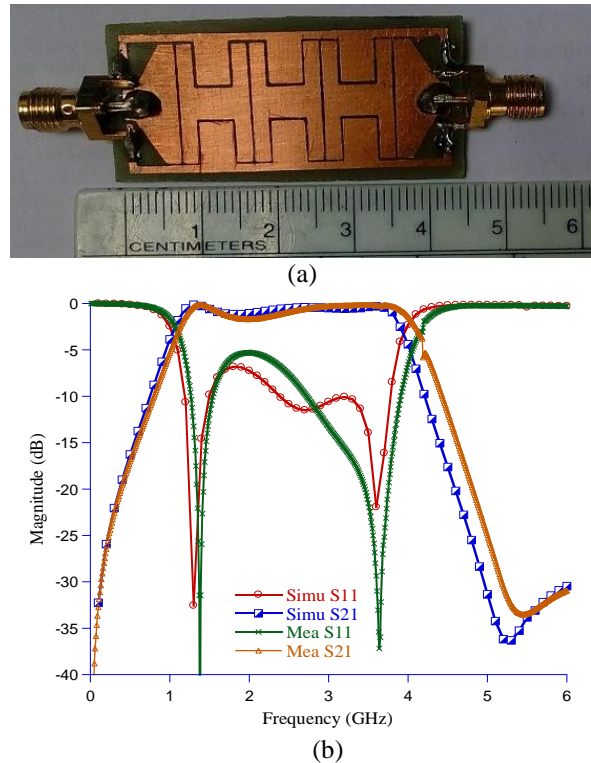 1 2 3 4 5 6
CENTIMETERS
(a)
0
-5
-10
-15
-20
-25
-30
-35
-40
Magnitude (dB)
Simu S11
Simu S21
Mea S11
Mea S21
0 1 2 3 4 5 6
Frequency (GHz)
(b)